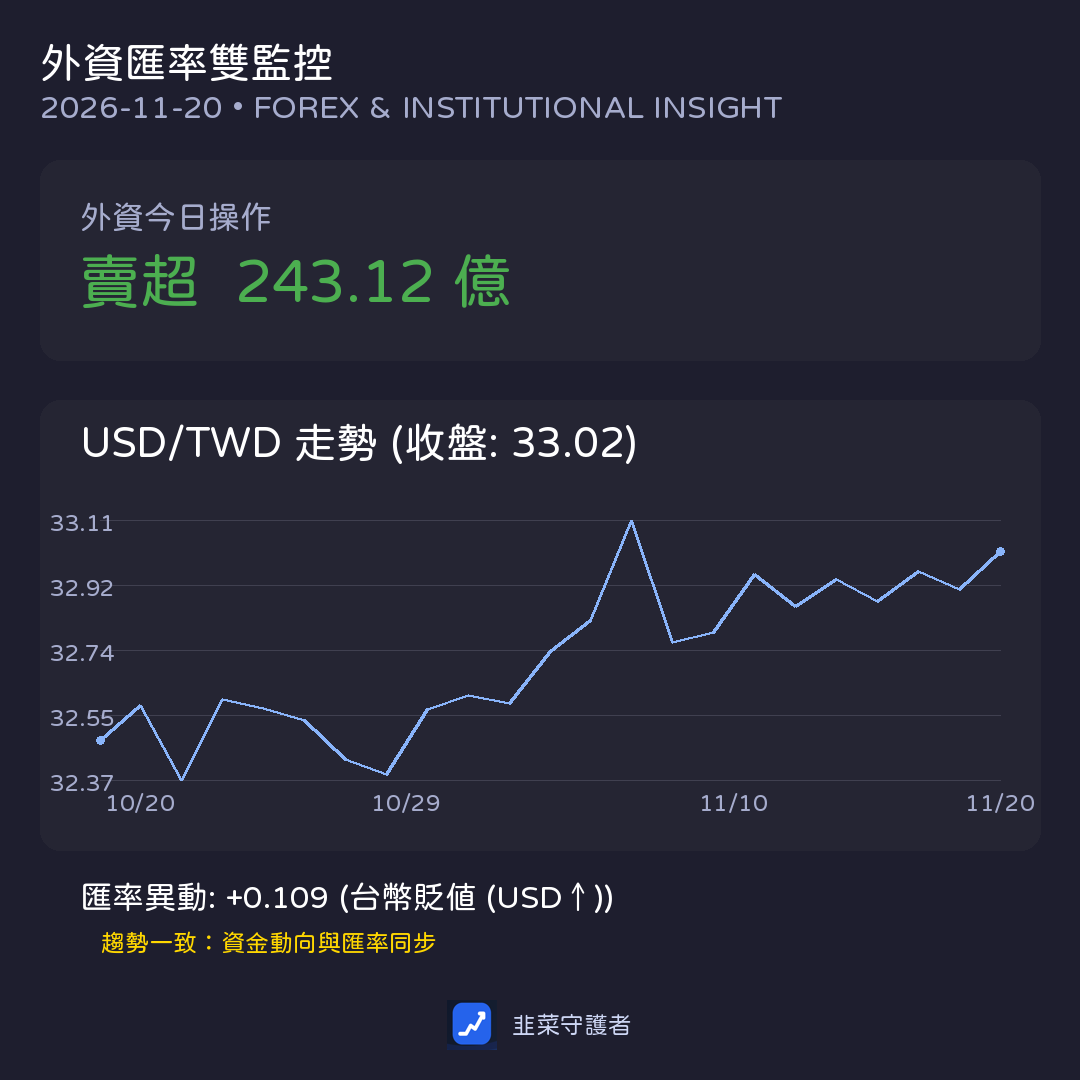 外資匯率雙監控
2026-11-20 • FOREX & INSTITUTIONAL INSIGHT
外資今日操作
賣超 243.12 億
USD/TWD 走勢 (收盤: 33.02)
33.11
32.92
32.74
32.55
32.37
10/20 10/29 11/10 11/20
匯率異動: +0.109 (台幣貶值 (USD↑))
趨勢一致：資金動向與匯率同步
韭菜守護者